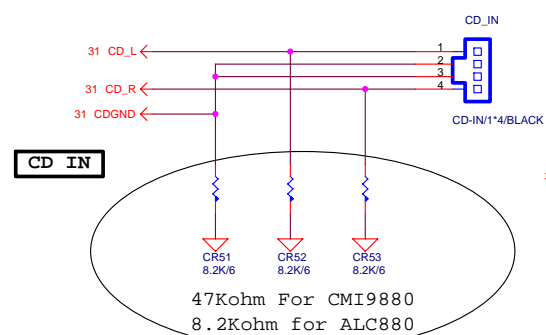 CD_IN
31 CD_L
1
2
3
31 CD_R
4
31 CDGND
CD-IN/1*4/BLACK
CD IN
CR51 CR52 CR53
8.2K/6 8.2K/6 8.2K/6
47Kohm For CMI9880
8.2Kohm for ALC880